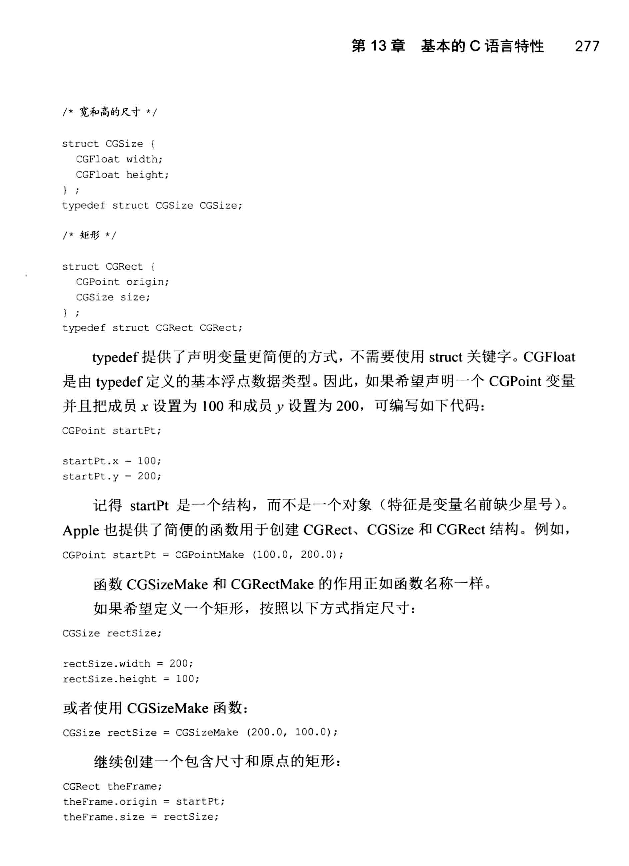 第 13 章　基本的 C 语言特性　277
/* 宽和高的尺寸 */
struct CGSize {
CGFloat width;
CGFloat height;
} ;
typedef struct CGSize CGSize;
/* 矩形 */
struct CGRect {
CGPoint origin;
CGSize size;
} ;
typedef struct CGRect CGRect;
typedef 提供了声明变量更简便的方式，不需要使用 struct 关键字。CGFloat
是由 typedef 定义的基本浮点数据类型。因此，如果希望声明一个 CGPoint 变量
并且把成员 x 设置为 100 和成员 y 设置为 200，可编写如下代码：
CGPoint startPt;
startPt.x = 100;
startPt.y = 200;
记得 startPt 是一个结构，而不是一个对象（特征是变量名前缺少星号）。
Apple 也提供了简便的函数用于创建 CGRect、CGSize 和 CGRect 结构。例如，
CGPoint startPt = CGPointMake (100.0, 200.0);
函数 CGSizeMake 和 CGRectMake 的作用正如函数名称一样。
如果希望定义一个矩形，按照以下方式指定尺寸：
CGSize rectSize;
rectSize.width = 200;
rectSize.height = 100;
或者使用 CGSizeMake 函数：
CGSize rectSize = CGSizeMake (200.0, 100.0);
继续创建一个包含尺寸和原点的矩形：
CGRect theFrame;
theFrame.origin = startPt;
theFrame.size = rectSize;